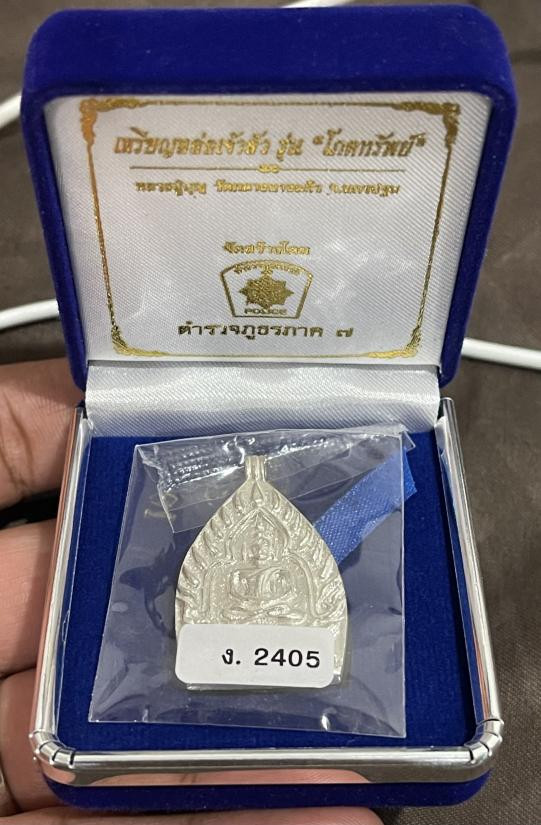 เหรียญหล่อเจ้าสัว รุ่น "โภคทรัพย์"
หลวงปู่บุญ วัดกลางบางแก้ว จ.นครปฐม
จัดสร้างโดย
POLICE
ตำรวจภูธรภาค ๗
ง. 2405